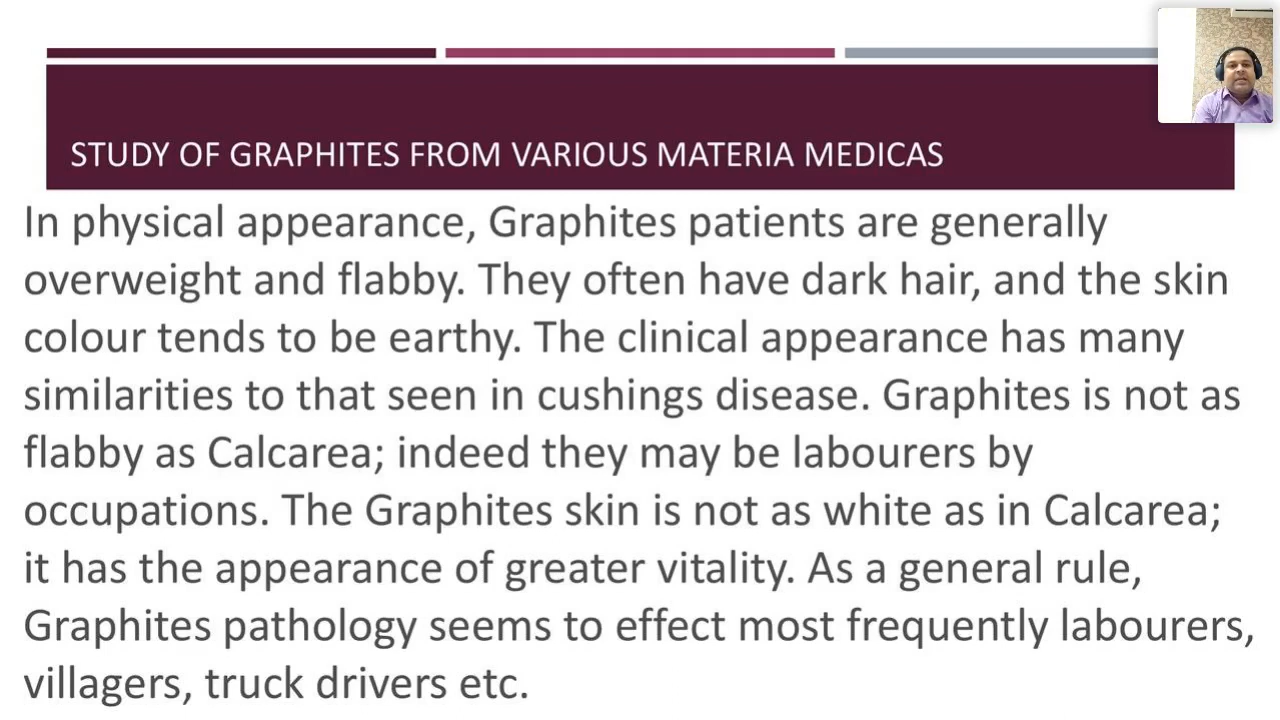 STUDY OF GRAPHITES FROM VARIOUS MATERIA MEDICAS
In physical appearance, Graphites patients are generally
overweight and flabby. They often have dark hair, and the skin
colour tends to be earthy. The clinical appearance has many
similarities to that seen in cushings disease. Graphites is not as
flabby as Calcarea; indeed they may be labourers by
occupations. The Graphites skin is not as white as in Calcarea;
it has the appearance of greater vitality. As a general rule,
Graphites pathology seems to effect most frequently labourers,
villagers, truck drivers etc.